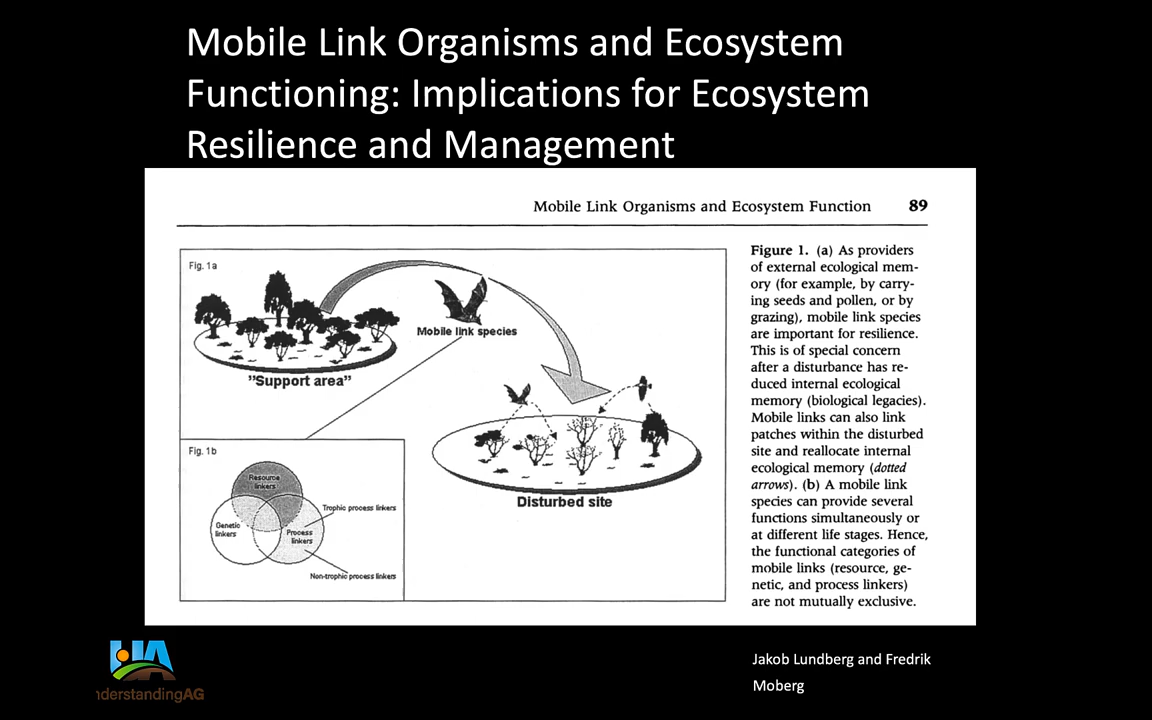 Mobile Link Organisms and Ecosystem
Functioning: Implications for Ecosystem
Resilience and Management
Mobile Link Organisms and Ecosystem Function 89
Fig. 1a
Mobile link species
"Support area"
Disturbed site
Fig. 1b
Resource
linkers
Genetic
linkers
Process
linkers
Trophic process linkers
Non-trophic process linkers
Figure 1. (a) As providers
of external ecological mem-
ory (for example, by carry-
ing seeds and pollen, or by
grazing), mobile link species
are important for resilience.
This is of special concern
after a disturbance has re-
duced internal ecological
memory (biological legacies).
Mobile links can also link
patches within the disturbed
site and reallocate internal
ecological memory (dotted
arrows). (b) A mobile link
species can provide several
functions simultaneously or
at different life stages. Hence,
the functional categories of
mobile links (resource, ge-
netic, and process linkers)
are not mutually exclusive.
UA
nderstandingAG
Jakob Lundberg and Fredrik
Moberg